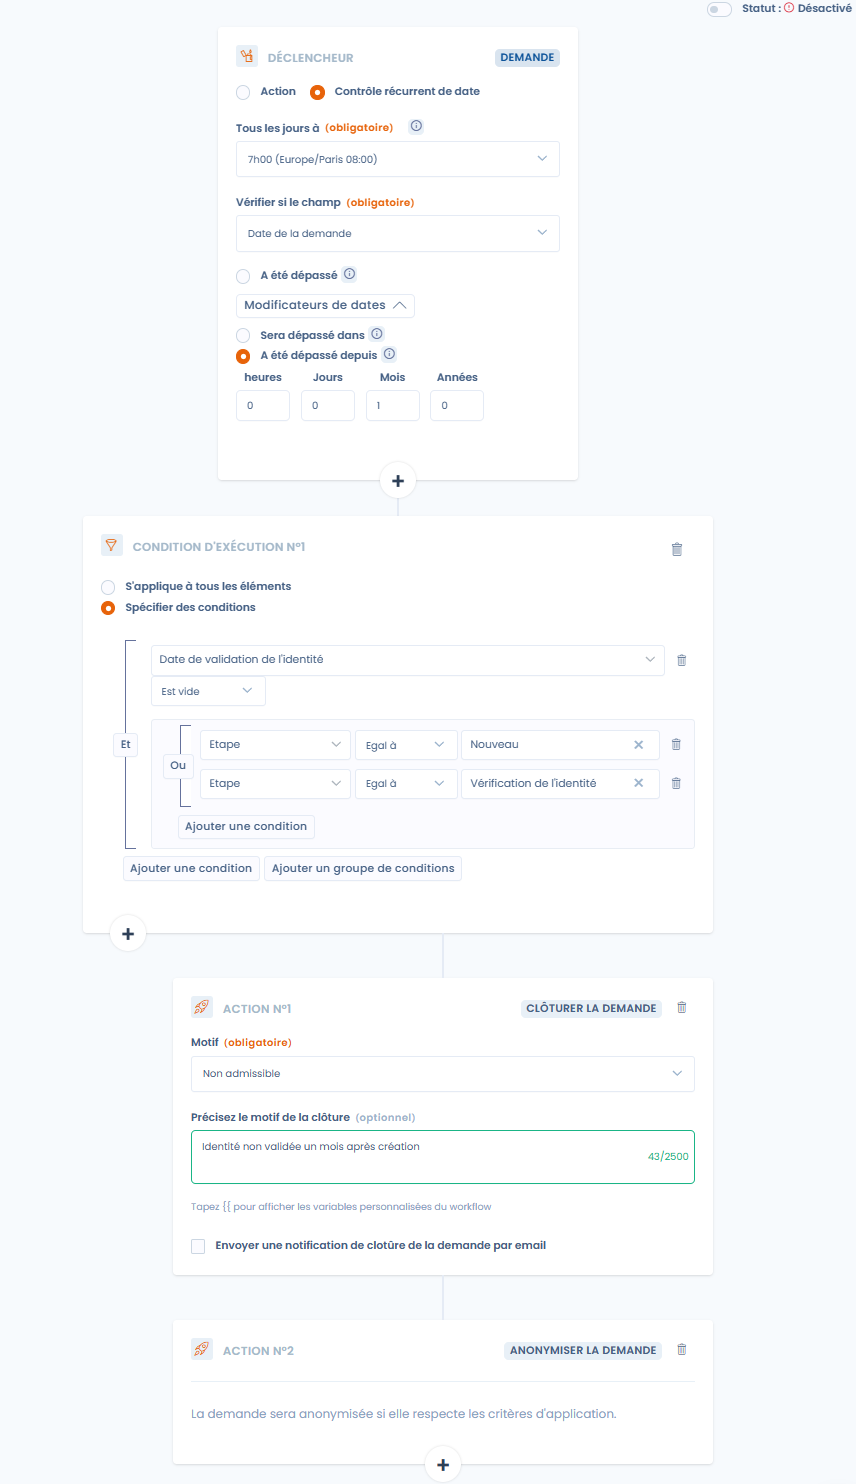 Statut : Désactivé
DÉCLENCHEUR DEMANDE
Action Contrôle récurrent de date
Tous les jours à (obligatoire)
7h00 (Europe/Paris 08:00)
Vérifier si le champ (obligatoire)
Date de la demande
A été dépassé
Modificateurs de dates
Sera dépassé dans
A été dépassé depuis
heures Jours Mois Années
0 0 1 0
+
CONDITION D'EXÉCUTION N°1
S'applique à tous les éléments
Spécifier des conditions
Date de validation de l'identité
Est vide
Et
Etape Egal à Nouveau
Ou
Etape Egal à Vérification de l'identité
Ajouter une condition
Ajouter une condition Ajouter un groupe de conditions
+
ACTION N°1 CLÔTURER LA DEMANDE
Motif (obligatoire)
Non admissible
Précisez le motif de la clôture (optionnel)
Identité non validée un mois après création
43/2500
Tapez {{ pour afficher les variables personnalisées du workflow
Envoyer une notification de clotûre de la demande par email
ACTION N°2 ANONYMISER LA DEMANDE
La demande sera anonymisée si elle respecte les critères d'application.
+